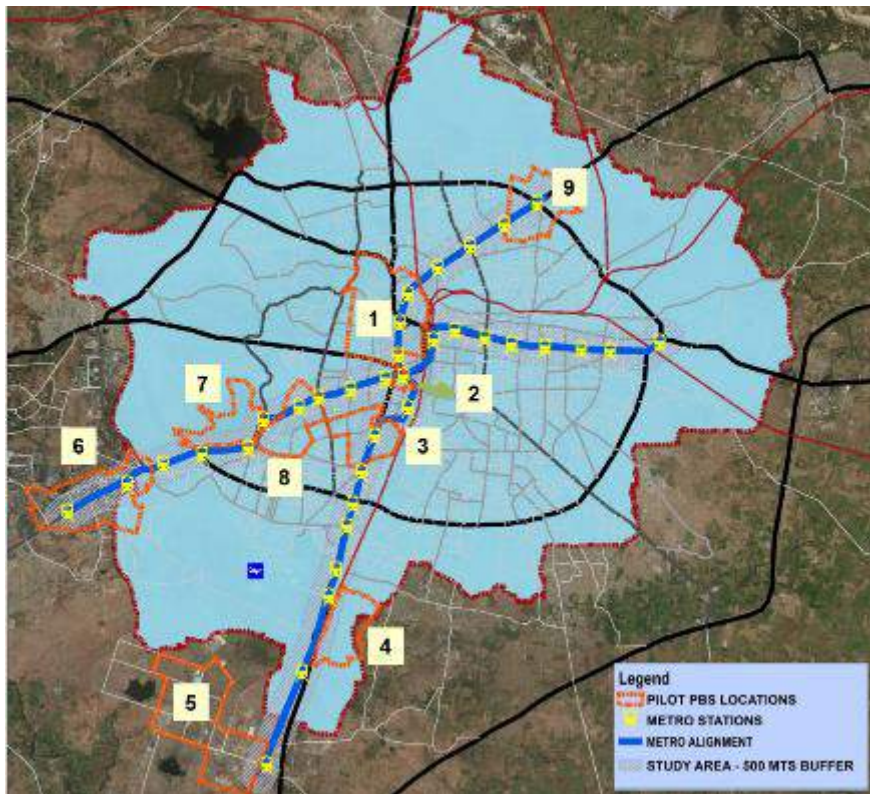 9
1
2
7
3
6
8
4
5
Legend
PILOT PBS LOCATIONS
METRO STATIONS
METRO ALIGNMENT
STUDY AREA - 500 MTS BUFFER